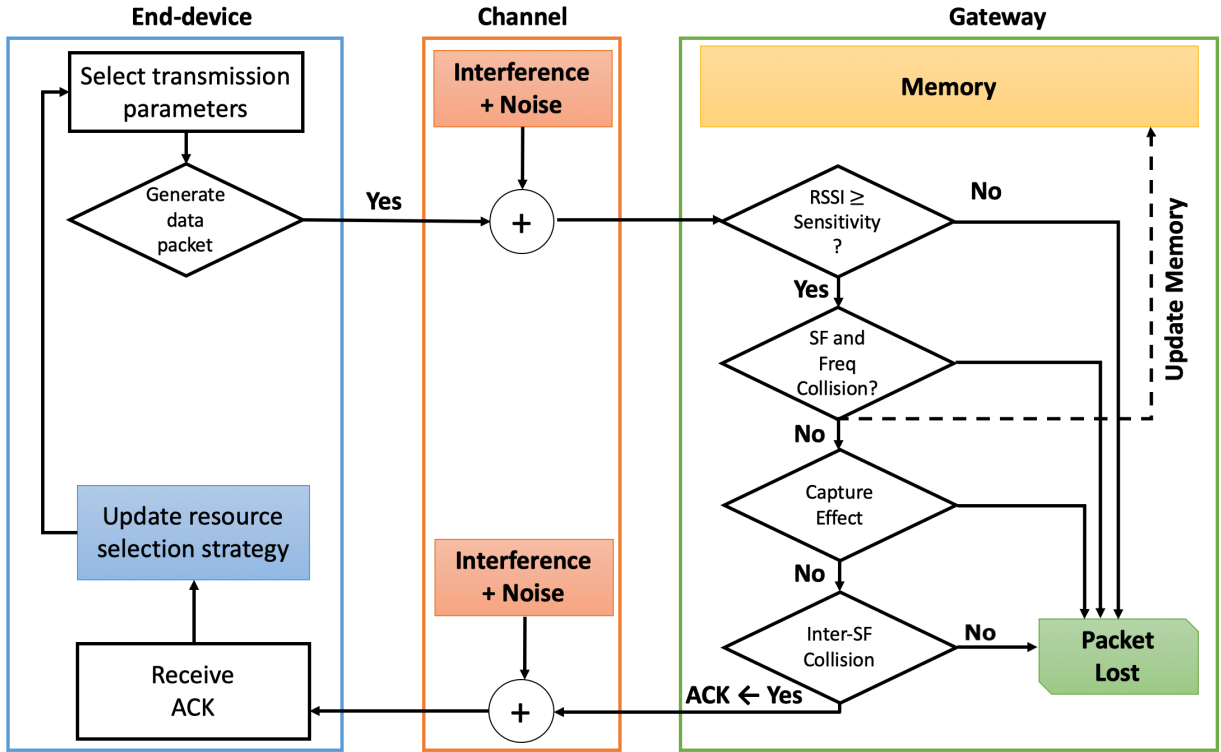 End-device
Channel
Gateway
Select transmission
parameters
Generate
data
packet
Yes
Interference
+ Noise
+
Memory
RSSI ≥
Sensitivity
?
No
Yes
SF and
Freq
Collision?
Update Memory
No
Capture
Effect
No
Inter-SF
Collision
No
Packet
Lost
ACK ← Yes
Interference
+ Noise
+
Receive
ACK
Update resource
selection strategy